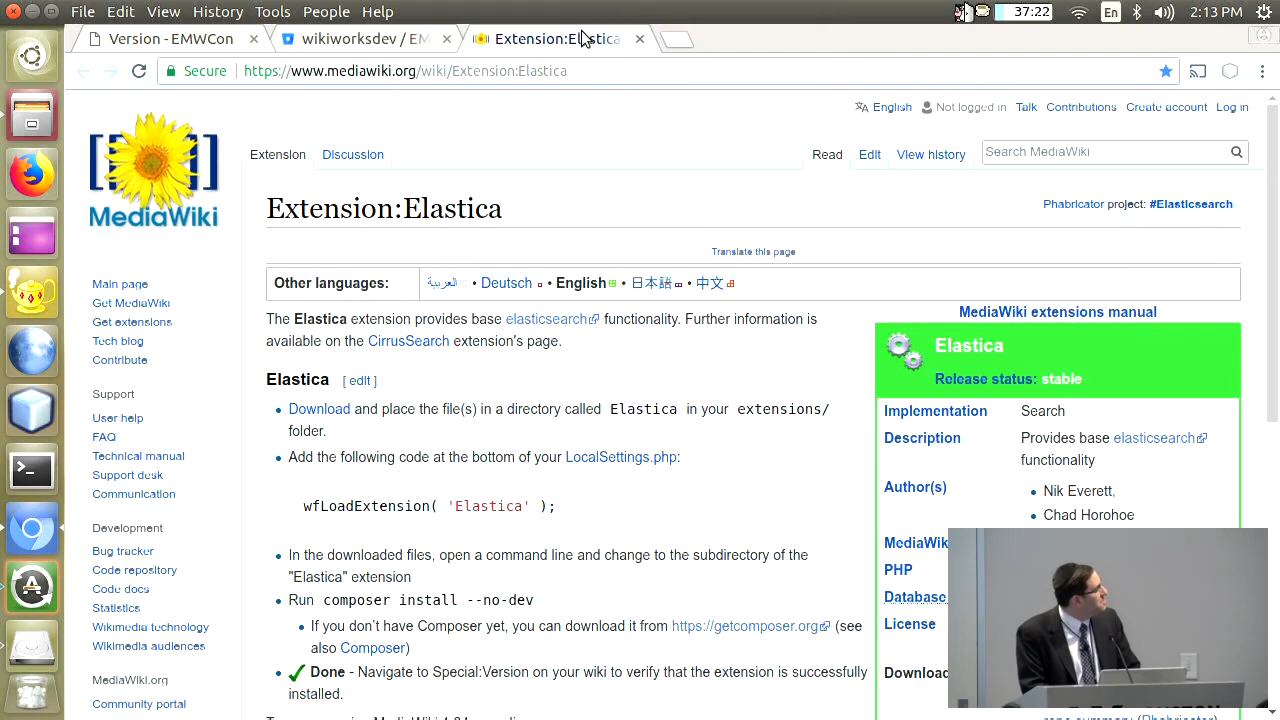 File Edit View History Tools People Help
37:22 En 2:13 PM
Version - EMWCon
wikiworksdev / EM
Extension:Elastica
Secure https://www.mediawiki.org/wiki/Extension:Elastica
English Not logged in Talk Contributions Create account Log in
MediaWiki
Extension Discussion Read Edit View history Search MediaWiki
Extension:Elastica
Phabricator project: #Elasticsearch
Translate this page
Other languages: العربية • Deutsch • English • 日本語 • 中文
The Elastica extension provides base elasticsearch functionality. Further information is
available on the CirrusSearch extension's page.
Elastica [ edit ]
• Download and place the file(s) in a directory called Elastica in your extensions/
folder.
• Add the following code at the bottom of your LocalSettings.php:
wfLoadExtension( 'Elastica' );
• In the downloaded files, open a command line and change to the subdirectory of the
"Elastica" extension
• Run composer install --no-dev
• If you don't have Composer yet, you can download it from https://getcomposer.org (see
also Composer)
• Done - Navigate to Special:Version on your wiki to verify that the extension is successfully
installed.
MediaWiki extensions manual
Elastica
Release status: stable
Implementation Search
Description Provides base elasticsearch
functionality
Author(s) • Nik Everett,
• Chad Horohoe
MediaWik
PHP
Database
License
Downloa
Main page
Get MediaWiki
Get extensions
Tech blog
Contribute
Support
User help
FAQ
Technical manual
Support desk
Communication
Development
Bug tracker
Code repository
Code docs
Statistics
Wikimedia technology
Wikimedia audiences
MediaWiki.org
Community portal